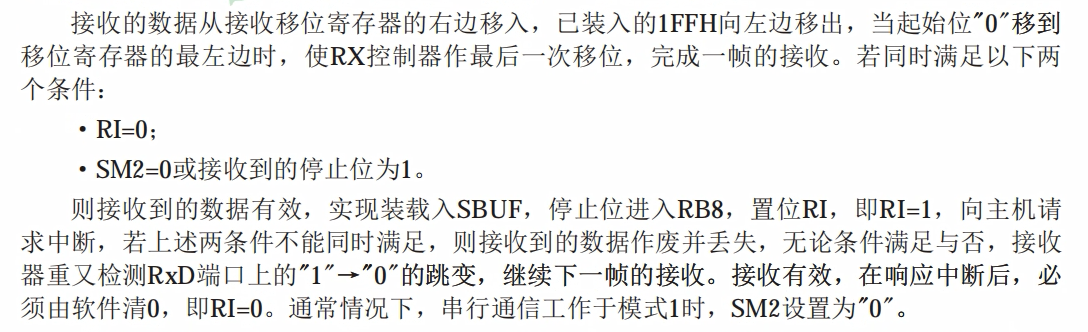 接收的数据从接收移位寄存器的右边移入，已装入的1FFH向左边移出，当起始位"0"移到
移位寄存器的最左边时，使RX控制器作最后一次移位，完成一帧的接收。若同时满足以下两
个条件：
·RI=0；
·SM2=0或接收到的停止位为1。
则接收到的数据有效，实现装载入SBUF，停止位进入RB8，置位RI，即RI=1，向主机请
求中断，若上述两条件不能同时满足，则接收到的数据作废并丢失，无论条件满足与否，接收
器重又检测RxD端口上的"1"→"0"的跳变，继续下一帧的接收。接收有效，在响应中断后，必
须由软件清0，即RI=0。通常情况下，串行通信工作于模式1时，SM2设置为"0"。